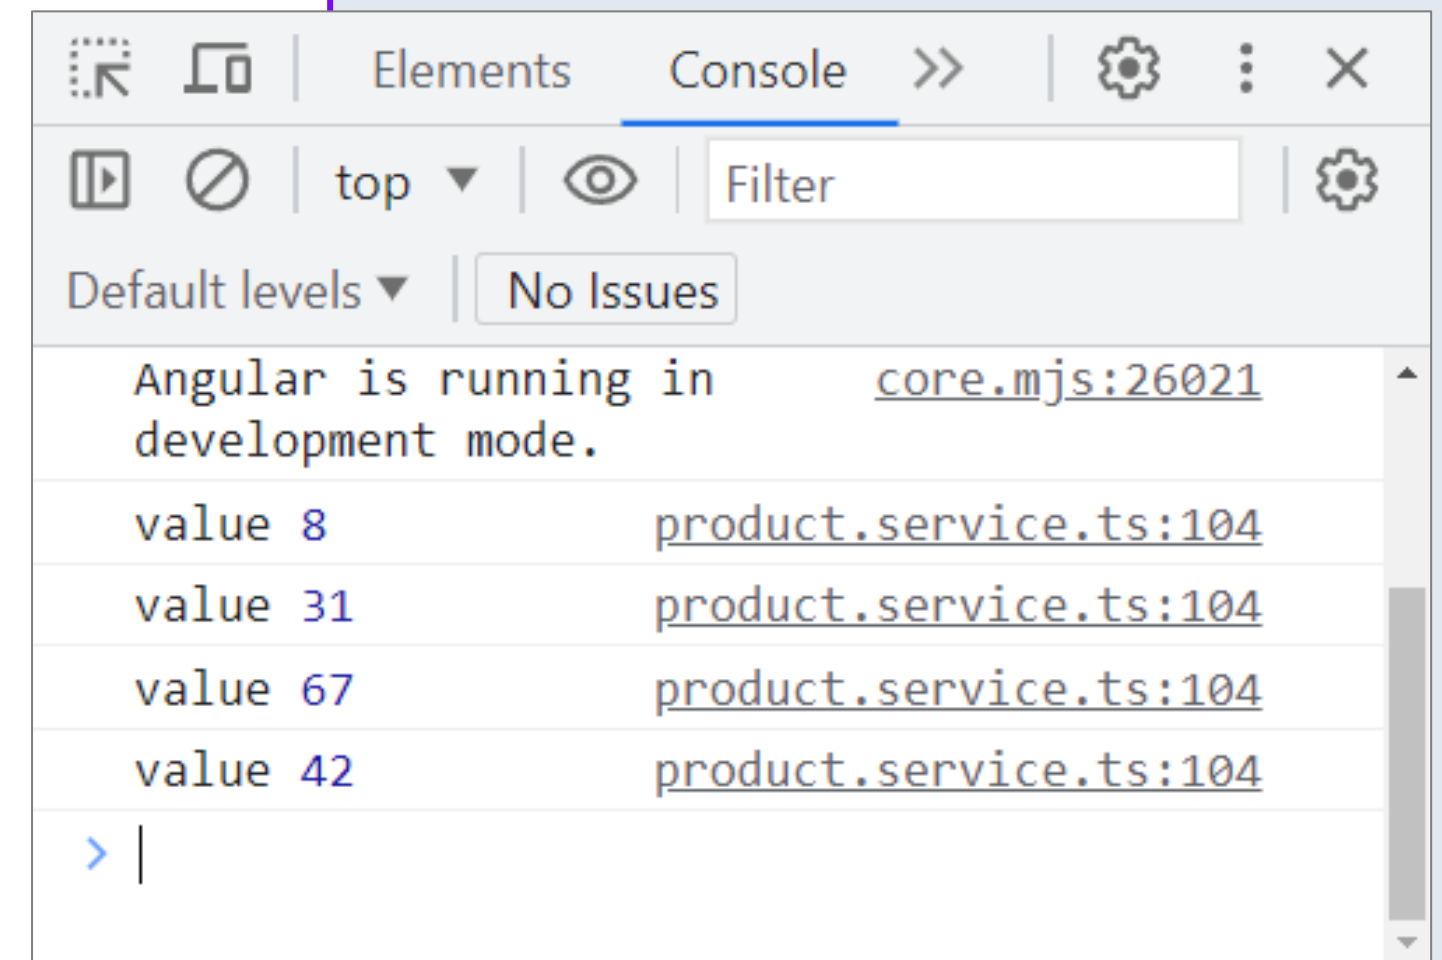 Elements Console
top Filter
Default levels No Issues
Angular is running in core.mjs:26021
development mode.
value 8 product.service.ts:104
value 31 product.service.ts:104
value 67 product.service.ts:104
value 42 product.service.ts:104